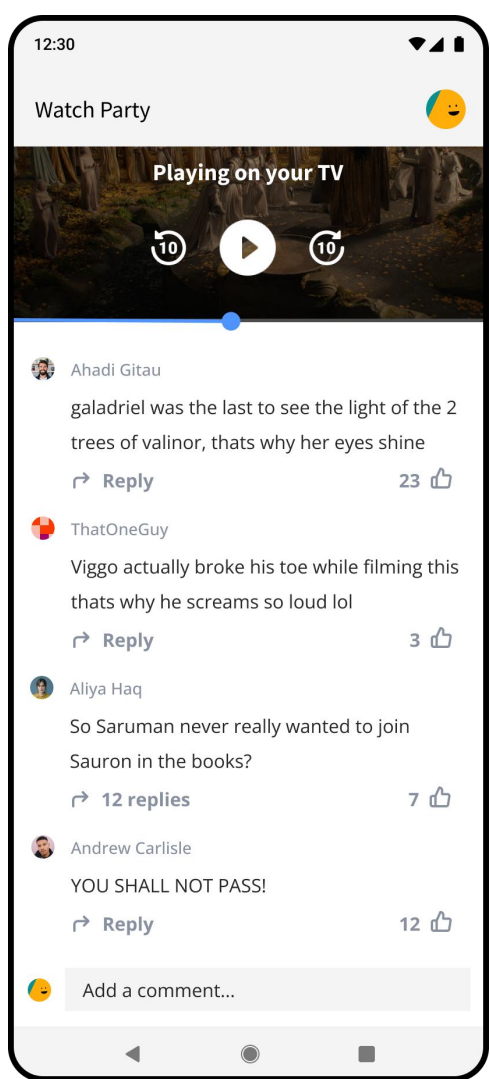 12:30
Watch Party
Playing on your TV
10
10
Ahadi Gitau
galadriel was the last to see the light of the 2
trees of valinor, thats why her eyes shine
Reply 23
ThatOneGuy
Viggo actually broke his toe while filming this
thats why he screams so loud lol
Reply 3
Aliya Haq
So Saruman never really wanted to join
Sauron in the books?
12 replies 7
Andrew Carlisle
YOU SHALL NOT PASS!
Reply 12
Add a comment...